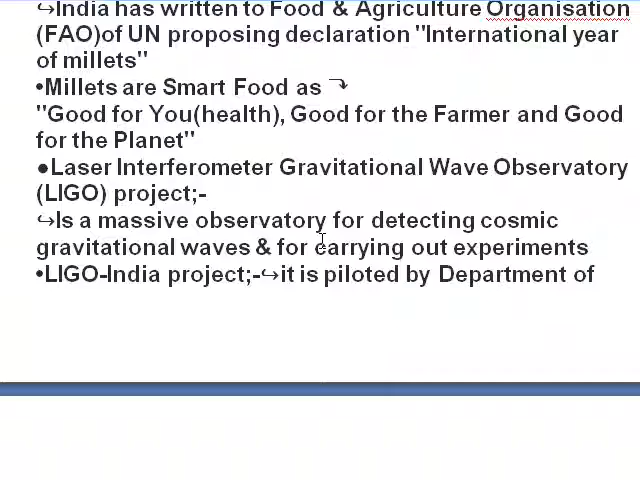 ↪India has written to Food & Agriculture Organisation
(FAO)of UN proposing declaration "International year
of millets"
•Millets are Smart Food as ⤵
"Good for You(health), Good for the Farmer and Good
for the Planet"
●Laser Interferometer Gravitational Wave Observatory
(LIGO) project;-
↪Is a massive observatory for detecting cosmic
gravitational waves & for carrying out experiments
•LIGO-India project;-↪it is piloted by Department of